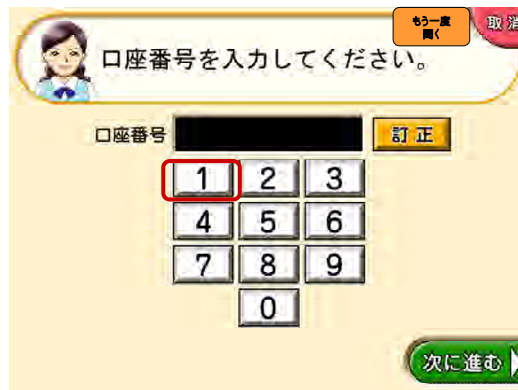 もう一度
聞く
取消
口座番号を入力してください。
口座番号
訂正
1 2 3
4 5 6
7 8 9
0
次に進む